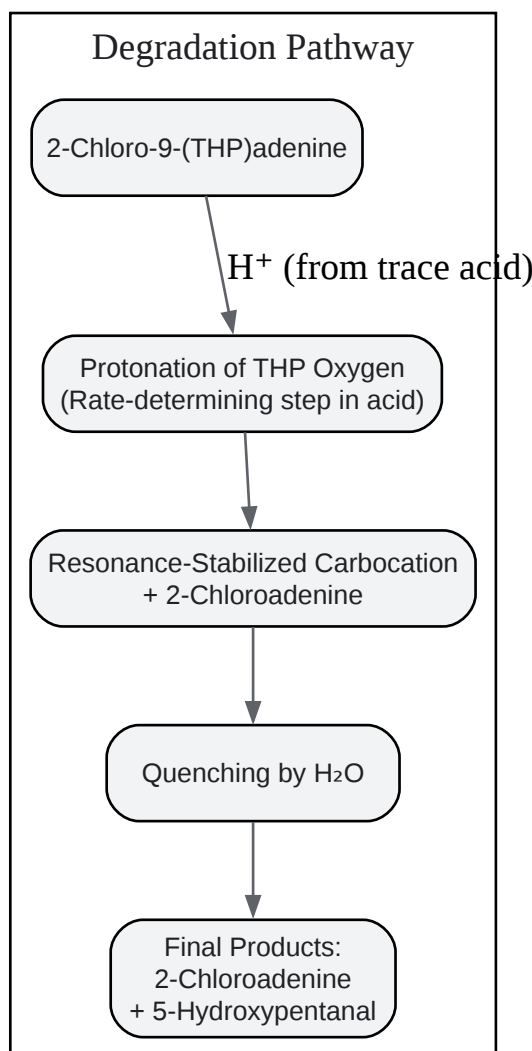 Degradation Pathway
2-Chloro-9-(THP)adenine
H⁺ (from trace acid)
Protonation of THP Oxygen
(Rate-determining step in acid)
Resonance-Stabilized Carbocation
+ 2-Chloroadenine
Quenching by H₂O
Final Products:
2-Chloroadenine
+ 5-Hydroxypentanal